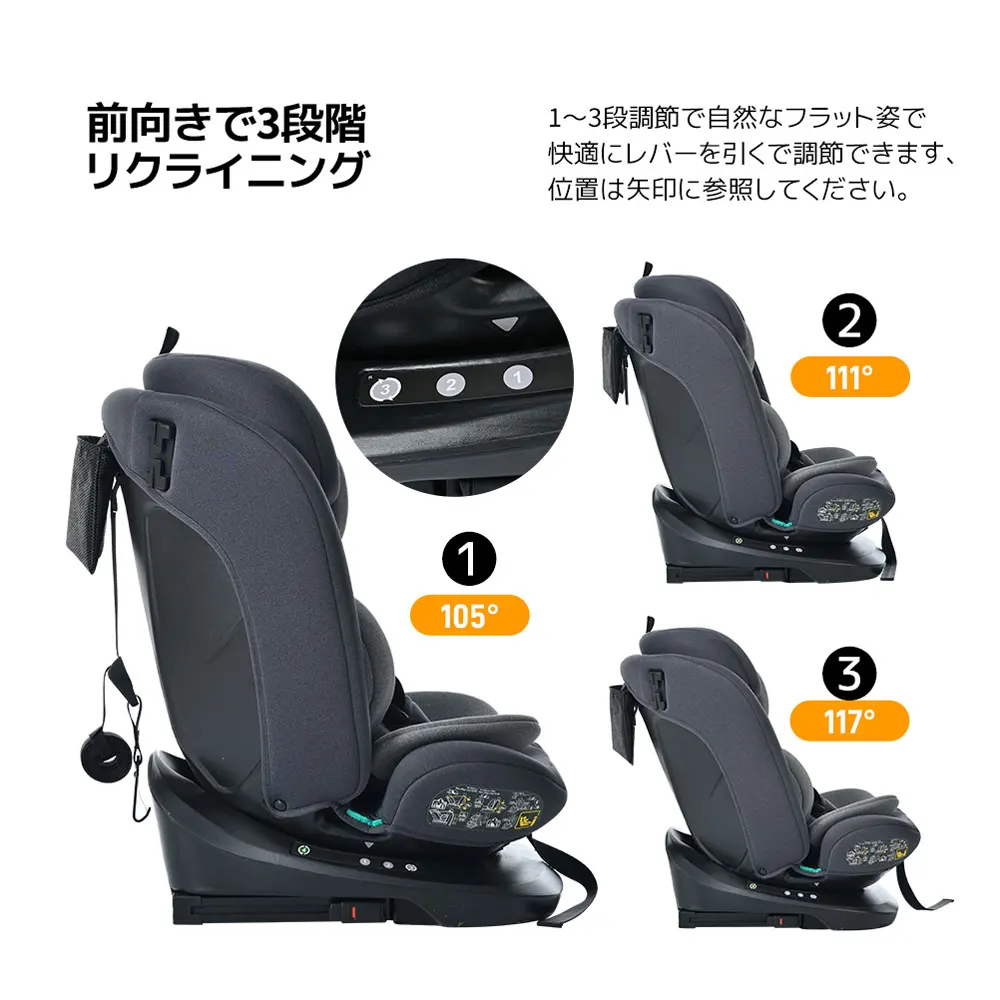 前向きで3段階
リクライニング
1～3段調節で自然なフラット姿で
快適にレバーを引くで調節できます、
位置は矢印に参照してください。
3 2 1
1
105°
2
111°
3
117°